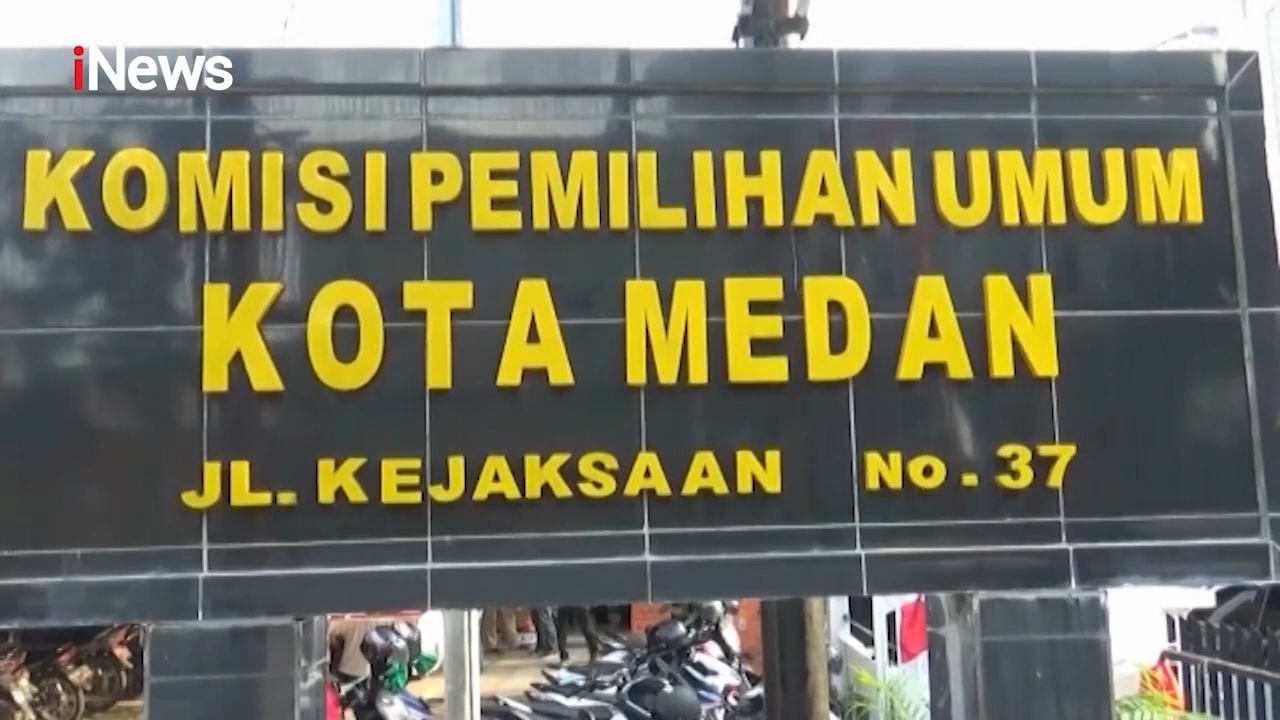 iNews
KOMISI PEMILIHAN UMUM
KOTA MEDAN
JL. KEJAKSAAN No. 37